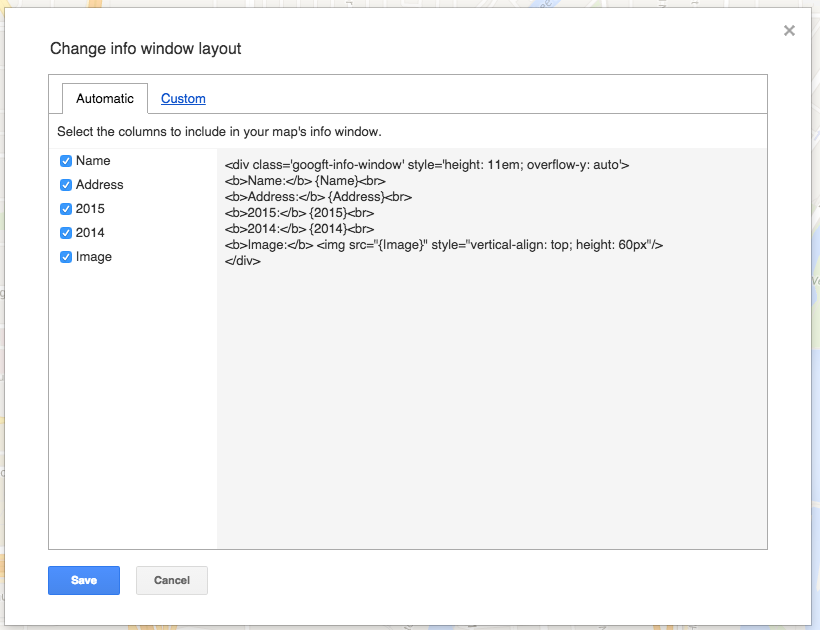 Change info window layout
Automatic
Custom
Select the columns to include in your map's info window.
Name
Address
2015
2014
Image
<div class='googft-info-window' style='height: 11em; overflow-y: auto'>
<b>Name:</b> {Name}<br>
<b>Address:</b> {Address}<br>
<b>2015:</b> {2015}<br>
<b>2014:</b> {2014}<br>
<b>Image:</b> <img src="{Image}" style="vertical-align: top; height: 60px"/>
</div>
Save
Cancel